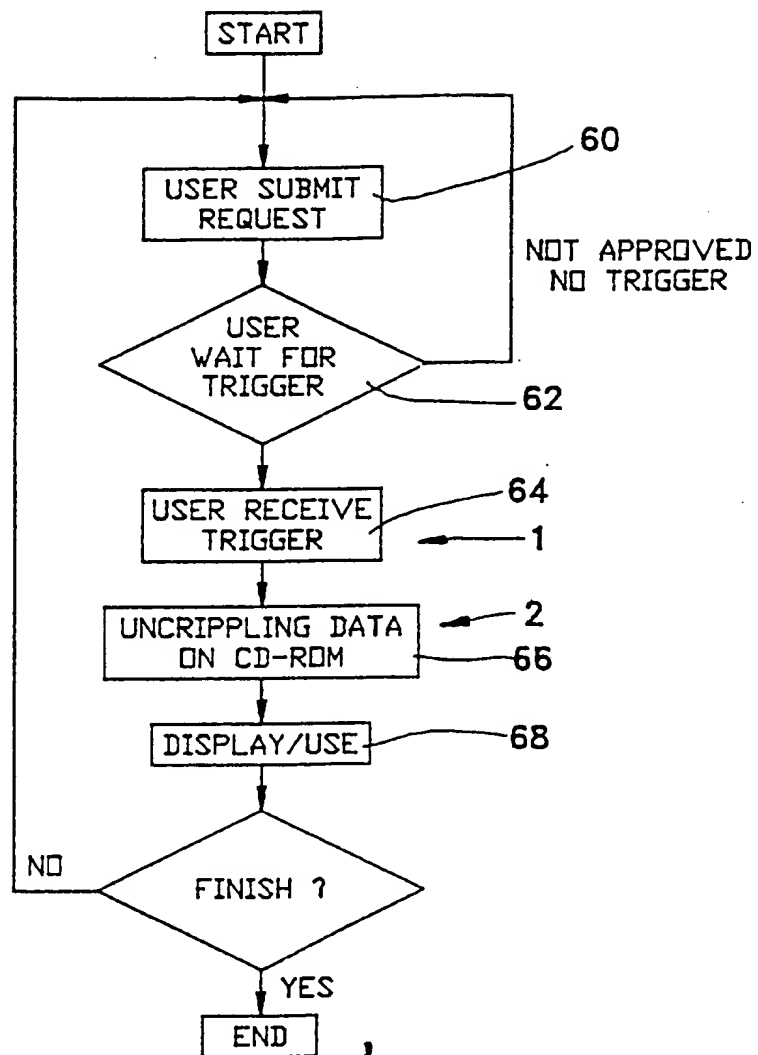 START
60
USER SUBMIT
REQUEST
NOT APPROVED
NO TRIGGER
USER
WAIT FOR
TRIGGER
62
64
USER RECEIVE
TRIGGER
1
2
UNCRIPPLING DATA
ON CD-ROM
66
DISPLAY/USE
68
NO
FINISH ?
YES
END